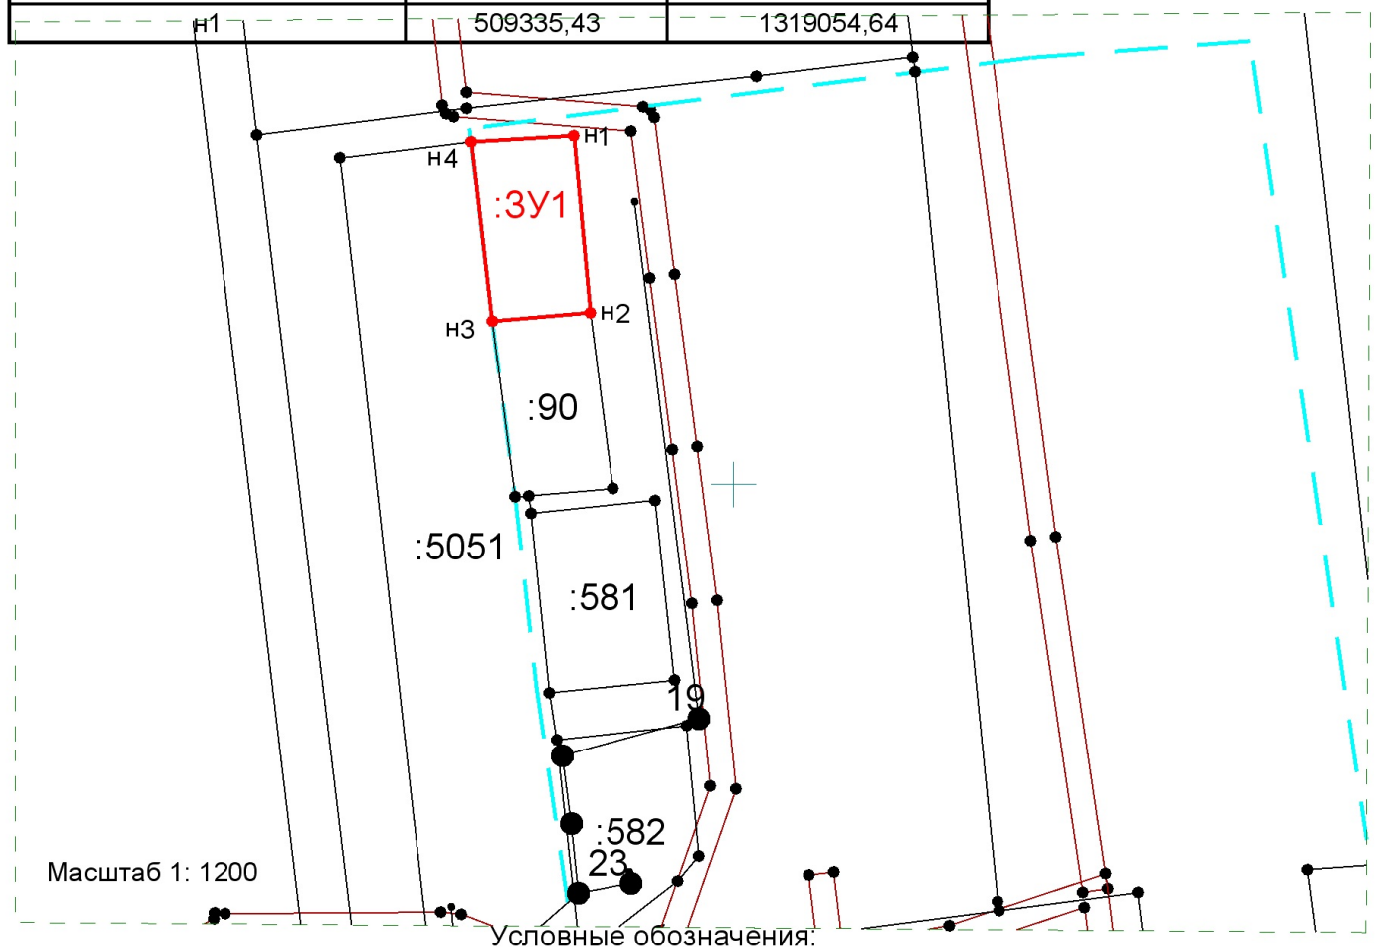 н1 509335,43 1319054,64
н1
н4
:ЗУ1
н2
н3
:90
:5051
:581
19
:582
23
Масштаб 1: 1200
Условные обозначения: